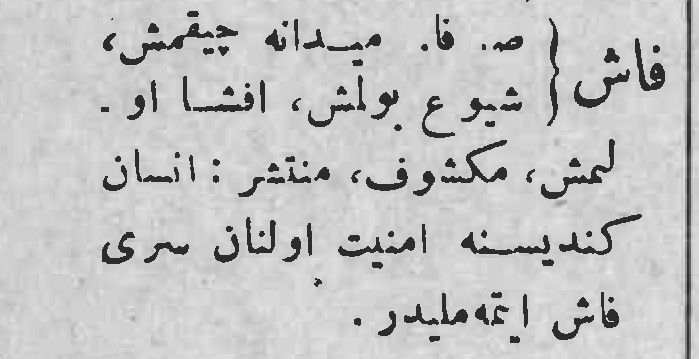 فاش } ص. فا. میدانه چیقمش،
شیوع بولمش، افشا او -
لمش، مکشوف، منتشر : انسان
کندیسنه امنیت اولنان سری
فاش ایتمه‌ملیدر .